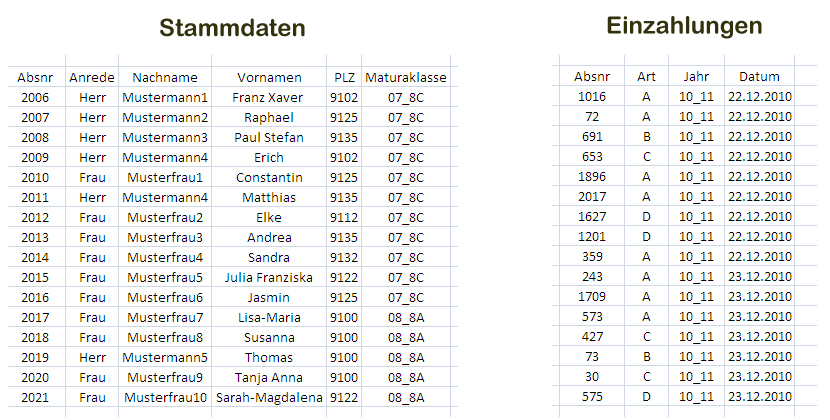 Stammdaten
Absnr Anrede Nachname Vornamen PLZ Maturaklasse
2006 Herr Mustermann1 Franz Xaver 9102 07_8C
2007 Herr Mustermann2 Raphael 9125 07_8C
2008 Herr Mustermann3 Paul Stefan 9135 07_8C
2009 Herr Mustermann4 Erich 9102 07_8C
2010 Frau Musterfrau1 Constantin 9125 07_8C
2011 Herr Mustermann4 Matthias 9135 07_8C
2012 Frau Musterfrau2 Elke 9112 07_8C
2013 Frau Musterfrau3 Andrea 9135 07_8C
2014 Frau Musterfrau4 Sandra 9132 07_8C
2015 Frau Musterfrau5 Julia Franziska 9122 07_8C
2016 Frau Musterfrau6 Jasmin 9125 07_8C
2017 Frau Musterfrau7 Lisa-Maria 9100 08_8A
2018 Frau Musterfrau8 Susanna 9100 08_8A
2019 Herr Mustermann5 Thomas 9100 08_8A
2020 Frau Musterfrau9 Tanja Anna 9100 08_8A
2021 Frau Musterfrau10 Sarah-Magdalena 9122 08_8A
Einzahlungen
Absnr Art Jahr Datum
1016 A 10_11 22.12.2010
72 A 10_11 22.12.2010
691 B 10_11 22.12.2010
653 C 10_11 22.12.2010
1896 A 10_11 22.12.2010
2017 A 10_11 22.12.2010
1627 D 10_11 22.12.2010
1201 D 10_11 22.12.2010
359 A 10_11 22.12.2010
243 A 10_11 23.12.2010
1709 A 10_11 23.12.2010
573 A 10_11 23.12.2010
427 C 10_11 23.12.2010
73 B 10_11 23.12.2010
30 C 10_11 23.12.2010
575 D 10_11 23.12.2010